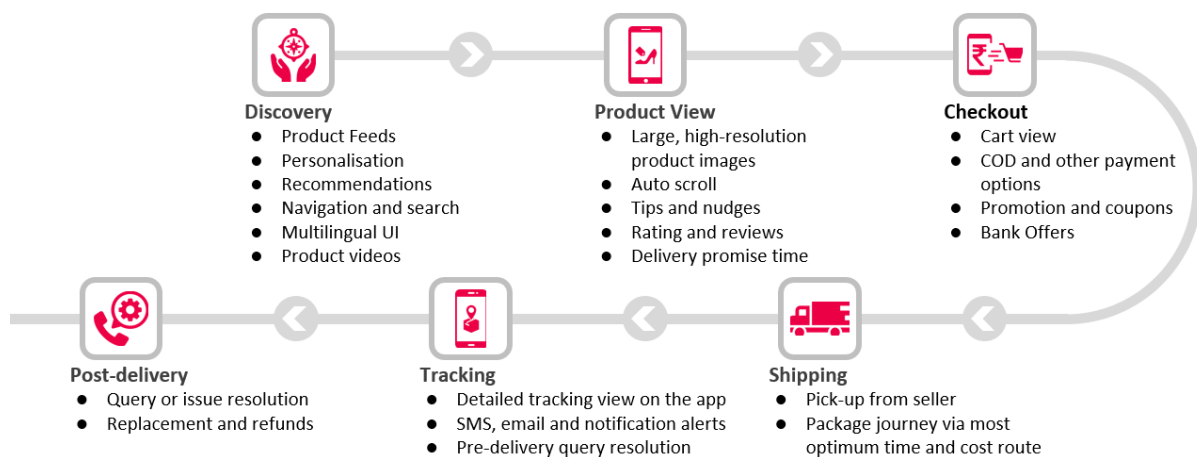 Discovery
● Product Feeds
● Personalisation
● Recommendations
● Navigation and search
● Multilingual UI
● Product videos
Product View
● Large, high-resolution
product images
● Auto scroll
● Tips and nudges
● Rating and reviews
● Delivery promise time
₹
Checkout
● Cart view
● COD and other payment
options
● Promotion and coupons
● Bank Offers
Post-delivery
● Query or issue resolution
● Replacement and refunds
Tracking
● Detailed tracking view on the app
● SMS, email and notification alerts
● Pre-delivery query resolution
Shipping
● Pick-up from seller
● Package journey via most
optimum time and cost route